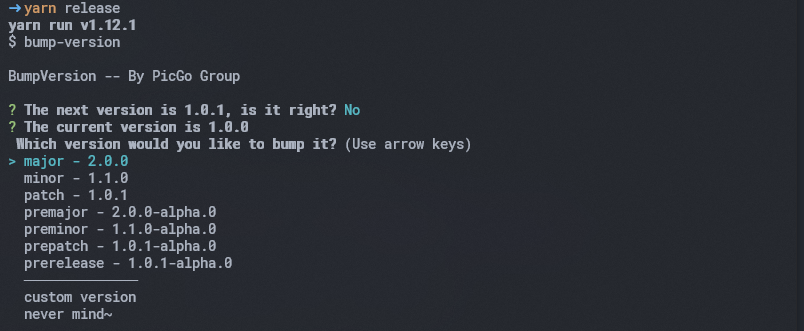 → yarn release
yarn run v1.12.1
$ bump-version
BumpVersion -- By PicGo Group
? The next version is 1.0.1, is it right? No
? The current version is 1.0.0
Which version would you like to bump it? (Use arrow keys)
> major - 2.0.0
minor - 1.1.0
patch - 1.0.1
premajor - 2.0.0-alpha.0
preminor - 1.1.0-alpha.0
prepatch - 1.0.1-alpha.0
prerelease - 1.0.1-alpha.0
──────────────
custom version
never mind~